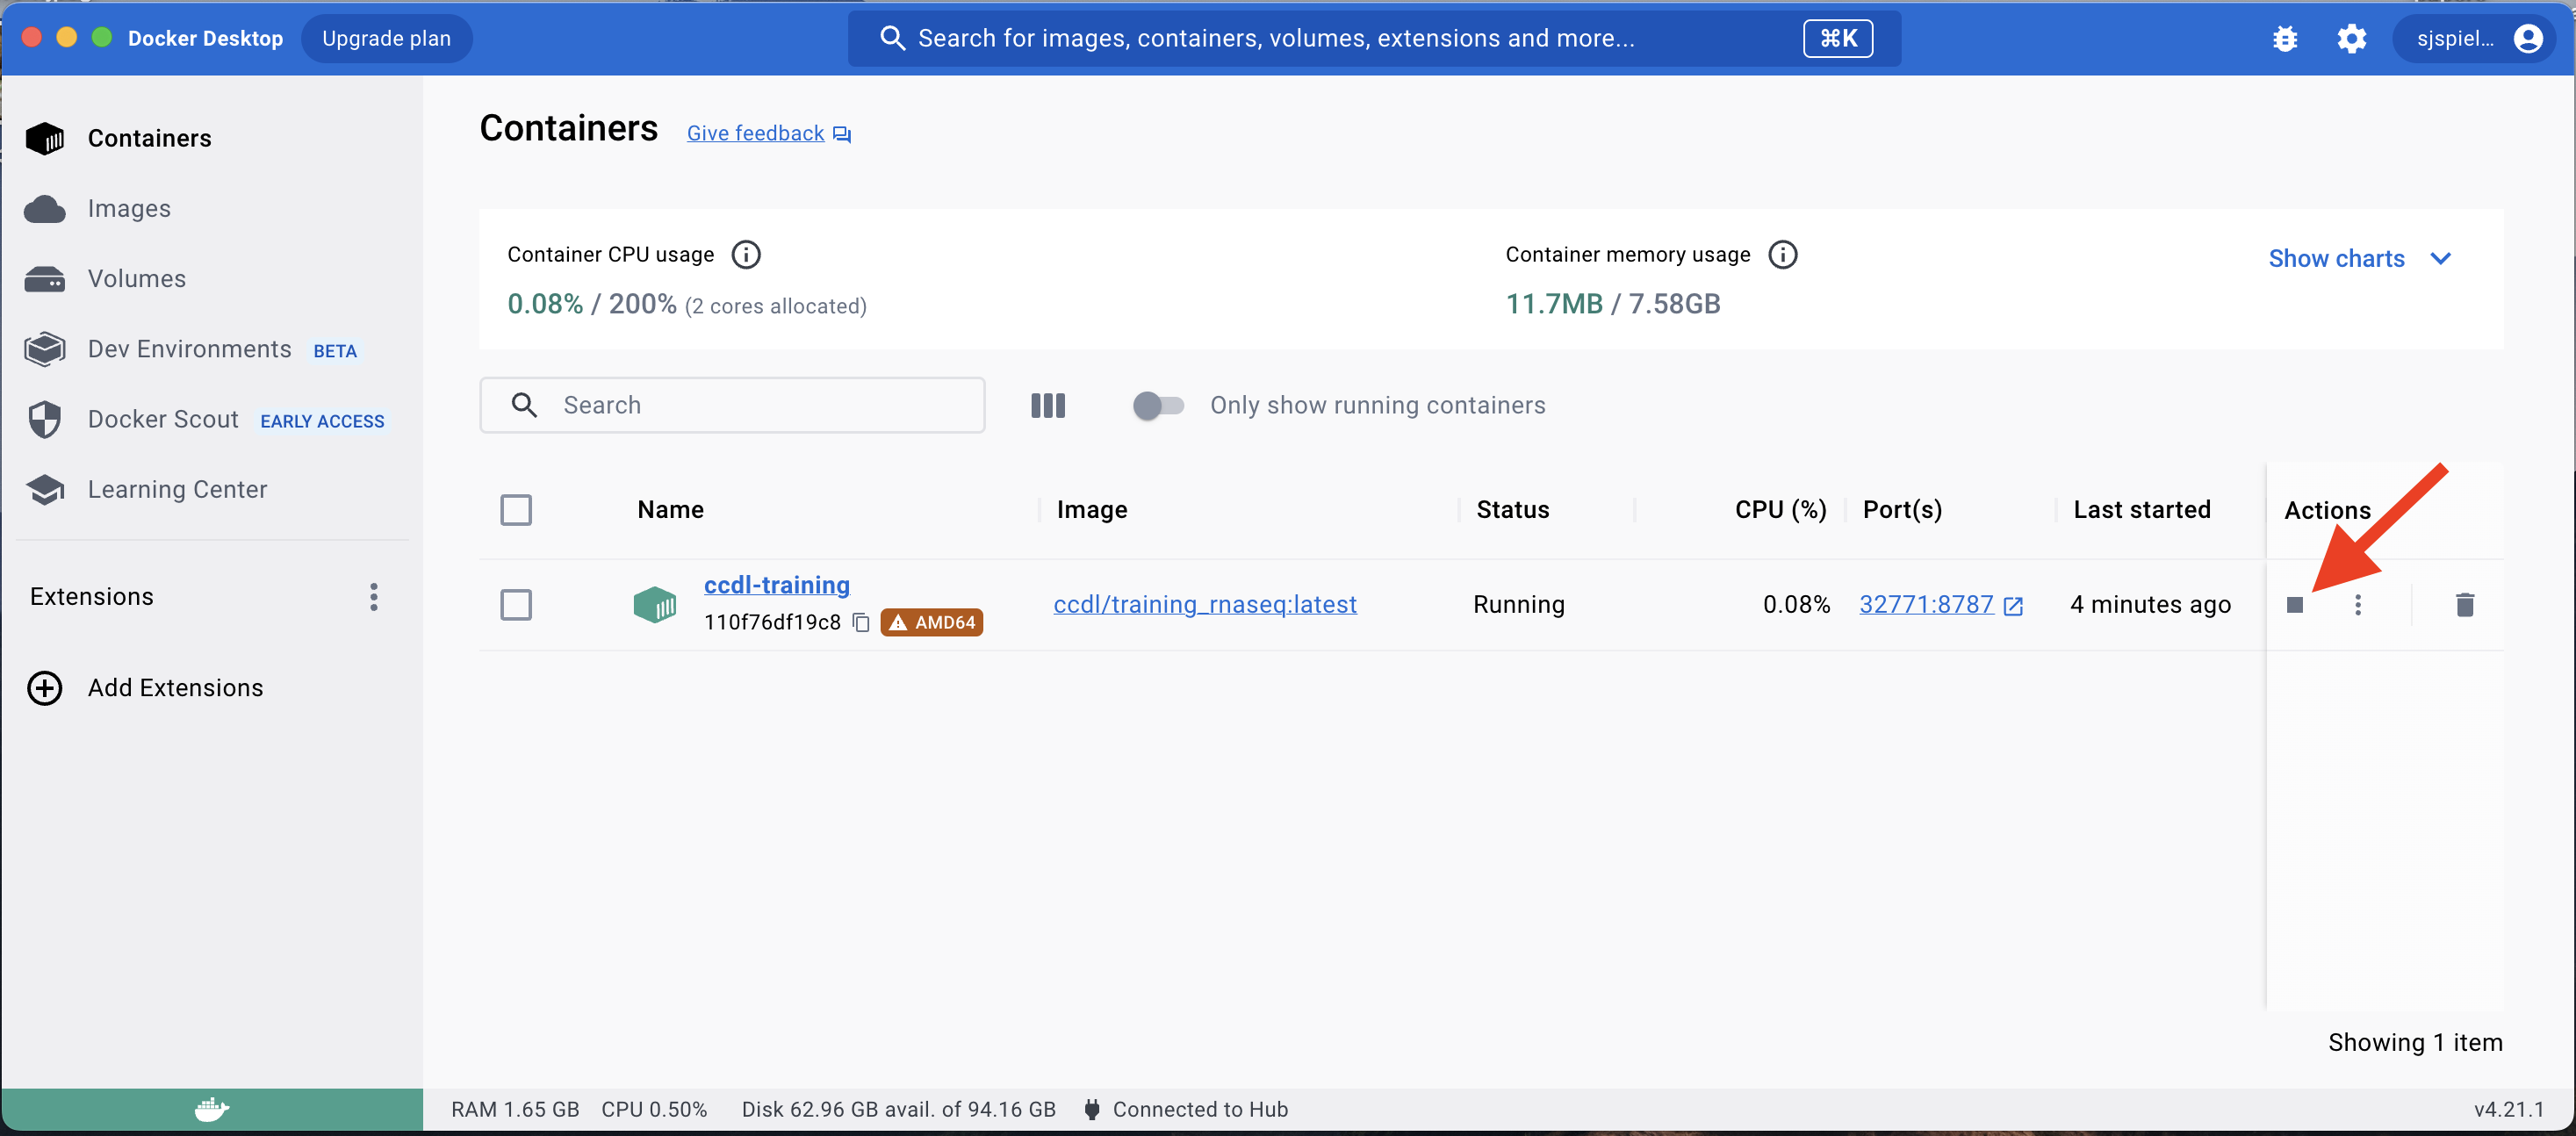 Docker Desktop
Upgrade plan
Search for images, containers, volumes, extensions and more...
⌘K
sjspiel...
Containers
Images
Volumes
Dev Environments BETA
Docker Scout EARLY ACCESS
Learning Center
Extensions
Add Extensions
Containers Give feedback
Container CPU usage
0.08% / 200% (2 cores allocated)
Container memory usage
11.7MB / 7.58GB
Show charts
Search
Only show running containers
Name Image Status CPU (%) Port(s) Last started Actions
ccdl-training
110f76df19c8 AMD64
ccdl/training_rnaseq:latest Running 0.08% 32771:8787 4 minutes ago
Showing 1 item
RAM 1.65 GB CPU 0.50% Disk 62.96 GB avail. of 94.16 GB Connected to Hub v4.21.1